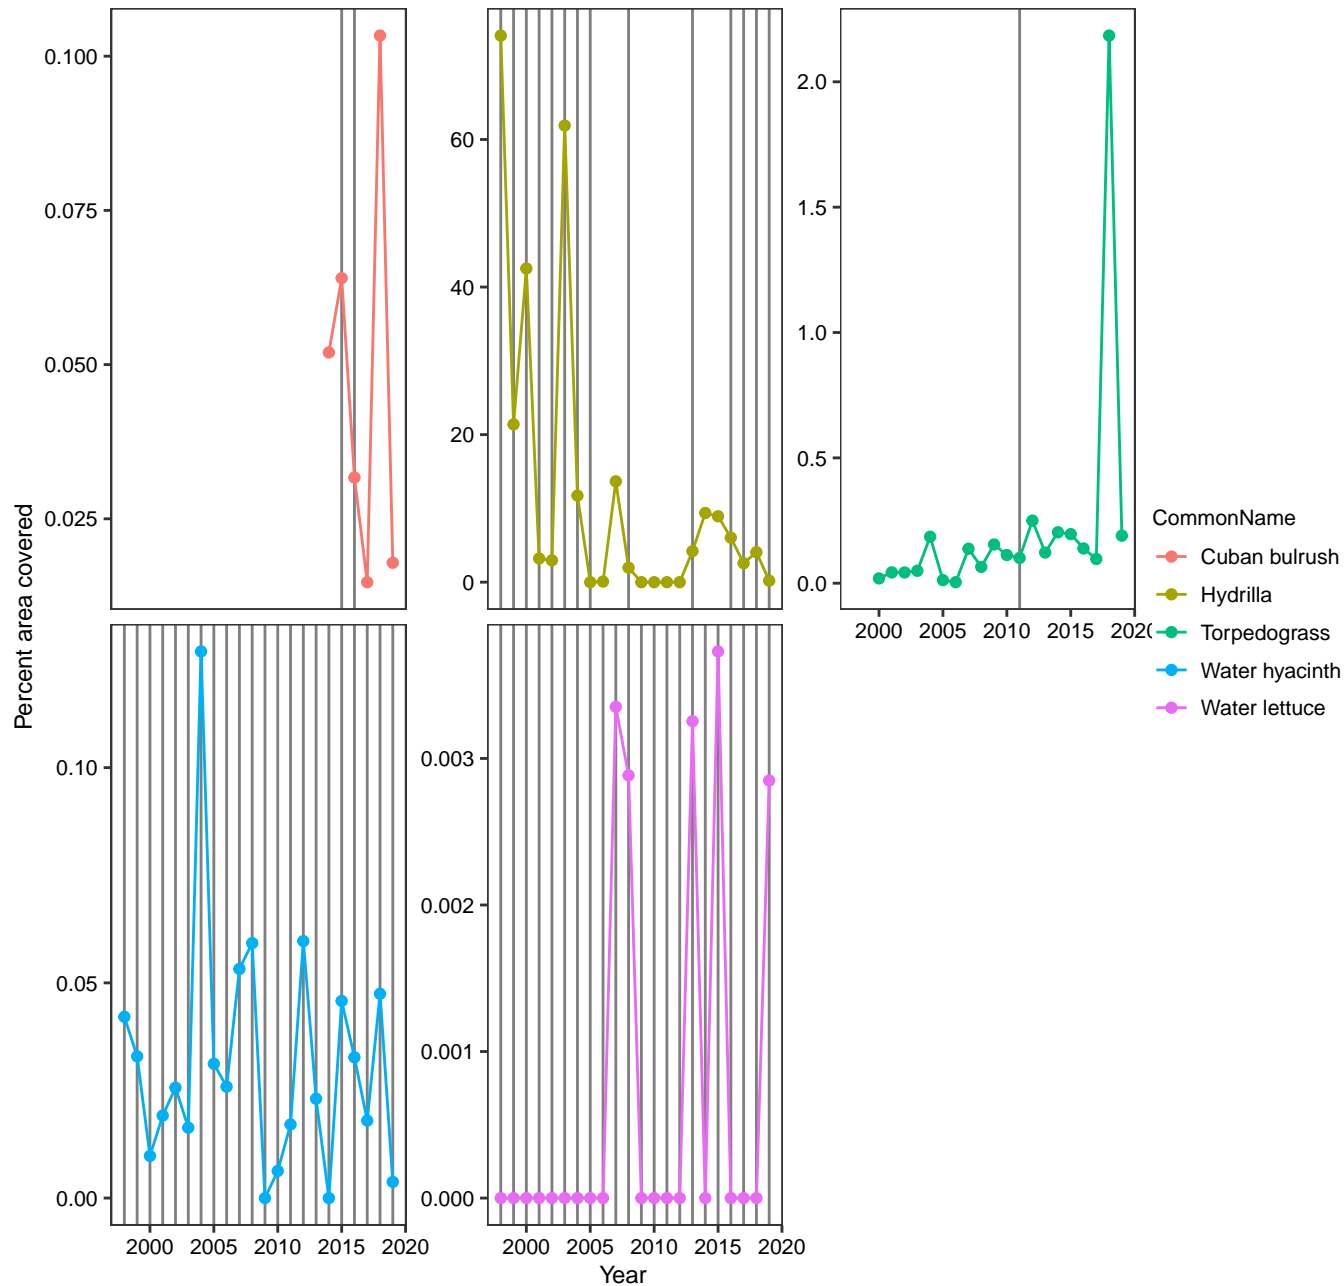 0.100
0.075
0.050
0.025
60
40
20
0
2.0
1.5
1.0
0.5
0.0
2000 2005 2010 2015 2020
Percent area covered
CommonName
Cuban bulrush
Hydrilla
Torpedograss
Water hyacinth
Water lettuce
0.10
0.05
0.00
0.003
0.002
0.001
0.000
2000 2005 2010 2015 2020
2000 2005 2010 2015 2020
Year